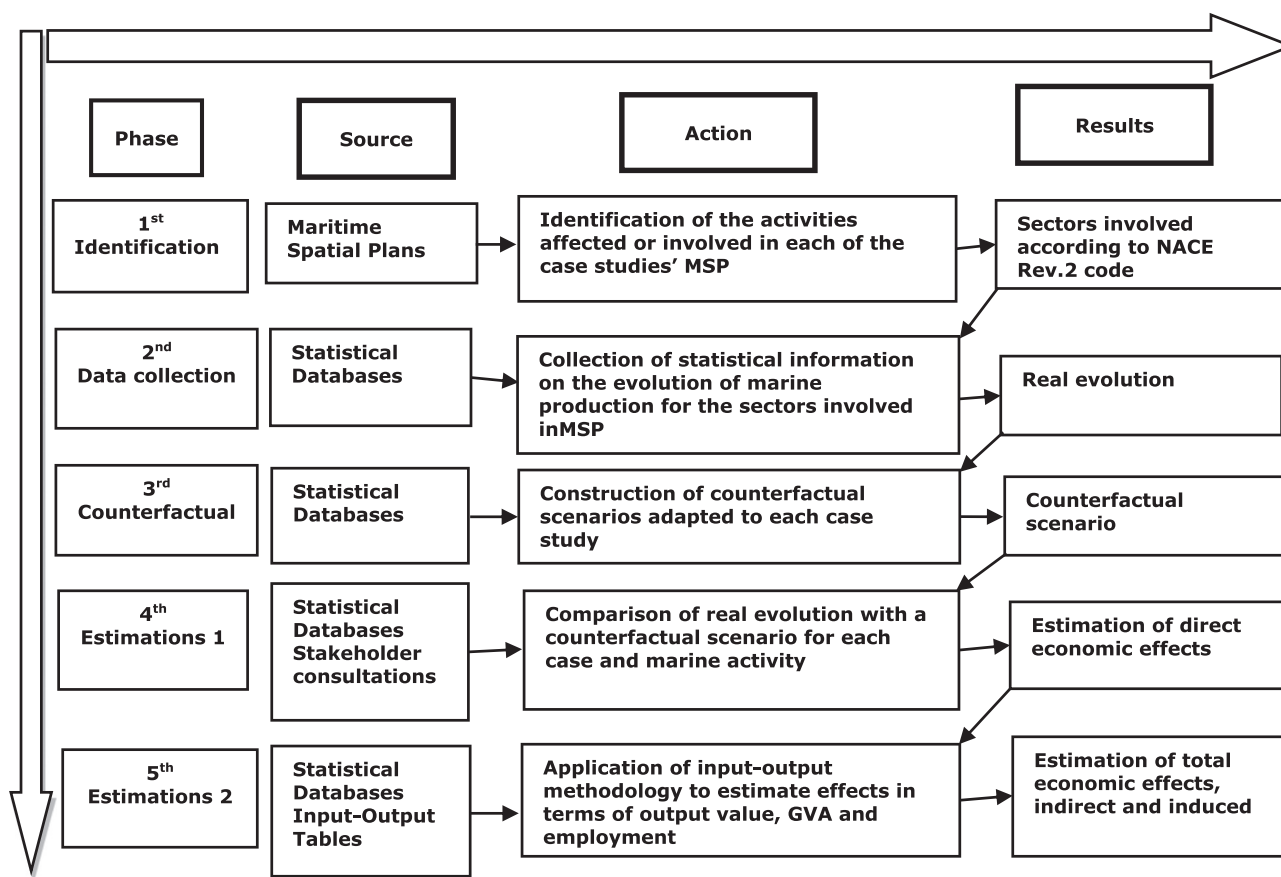 Phase
Source
Action
Results
1st
Identification
Maritime
Spatial Plans
Identification of the activities
affected or involved in each of the
case studies’ MSP
Sectors involved
according to NACE
Rev.2 code
2nd
Data collection
Statistical
Databases
Collection of statistical information
on the evolution of marine
production for the sectors involved
inMSP
Real evolution
3rd
Counterfactual
Statistical
Databases
Construction of counterfactual
scenarios adapted to each case
study
Counterfactual
scenario
4th
Estimations 1
Statistical
Databases
Stakeholder
consultations
Comparison of real evolution with a
counterfactual scenario for each
case and marine activity
Estimation of direct
economic effects
5th
Estimations 2
Statistical
Databases
Input–Output
Tables
Application of input–output
methodology to estimate effects in
terms of output value, GVA and
employment
Estimation of total
economic effects,
indirect and induced